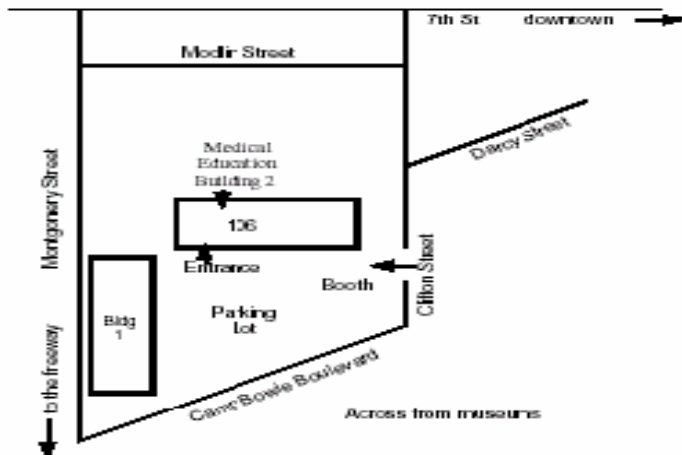 7th St downtown
Modlin Street
Darcy Street
Medical
Education
Building 2
106
Montgomery Street
Entrance
Booth
Clifton Street
Parking
lot
Bldg
1
Camp Bowie Boulevard
to the freeway
Across from museums